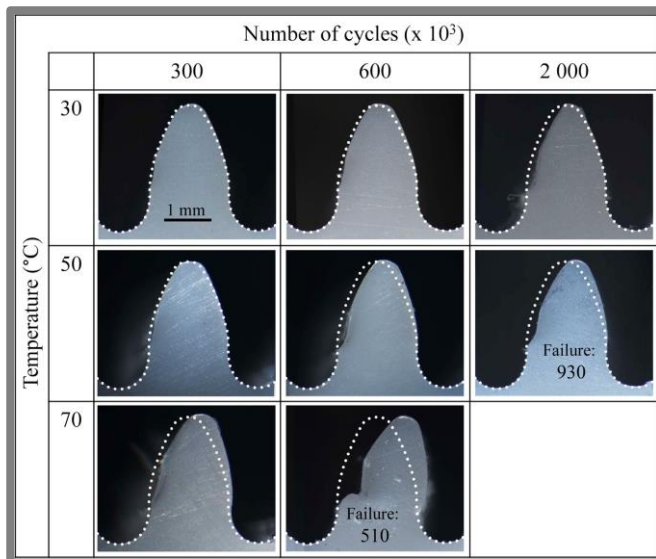 Number of cycles (x 10³)
300 600 2 000
Temperature (°C)
30
1 mm
50
Failure:
930
70
Failure:
510